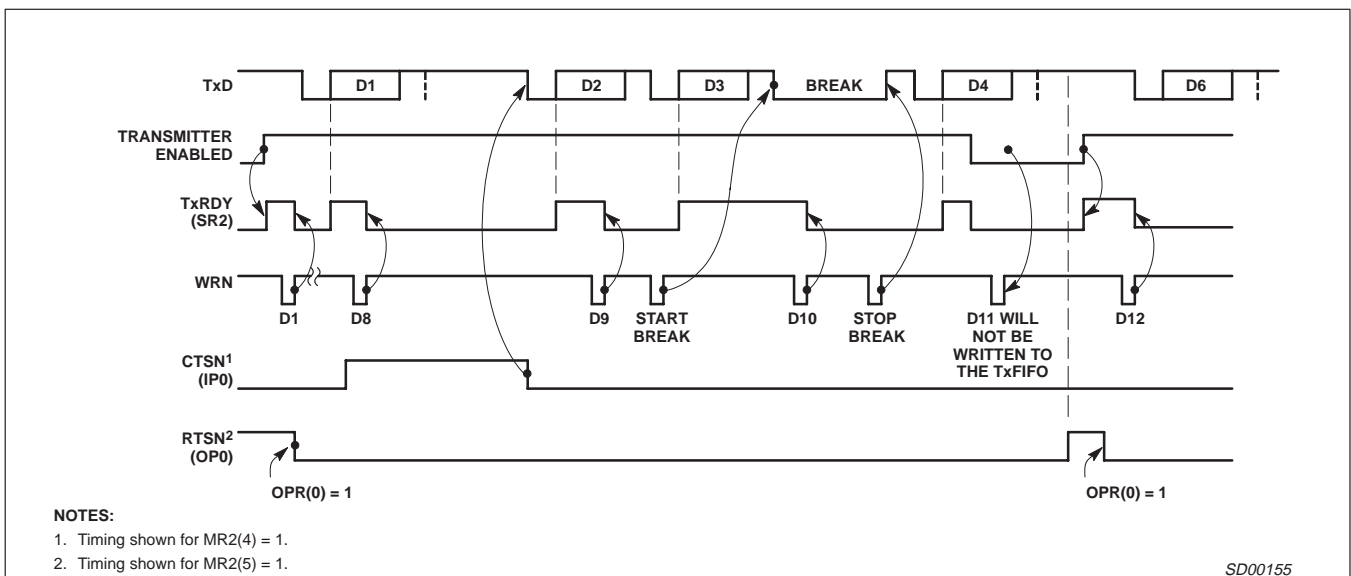 TxD
D1
D2
D3
BREAK
D4
D6
TRANSMITTER
ENABLED
TxRDY
(SR2)
WRN
D1
D8
D9
START
BREAK
D10
STOP
BREAK
D11 WILL
NOT BE
WRITTEN TO
THE TxFIFO
D12
CTSN1
(IP0)
RTSN2
(OP0)
OPR(0) = 1
OPR(0) = 1
NOTES:
1. Timing shown for MR2(4) = 1.
2. Timing shown for MR2(5) = 1.
SD00155